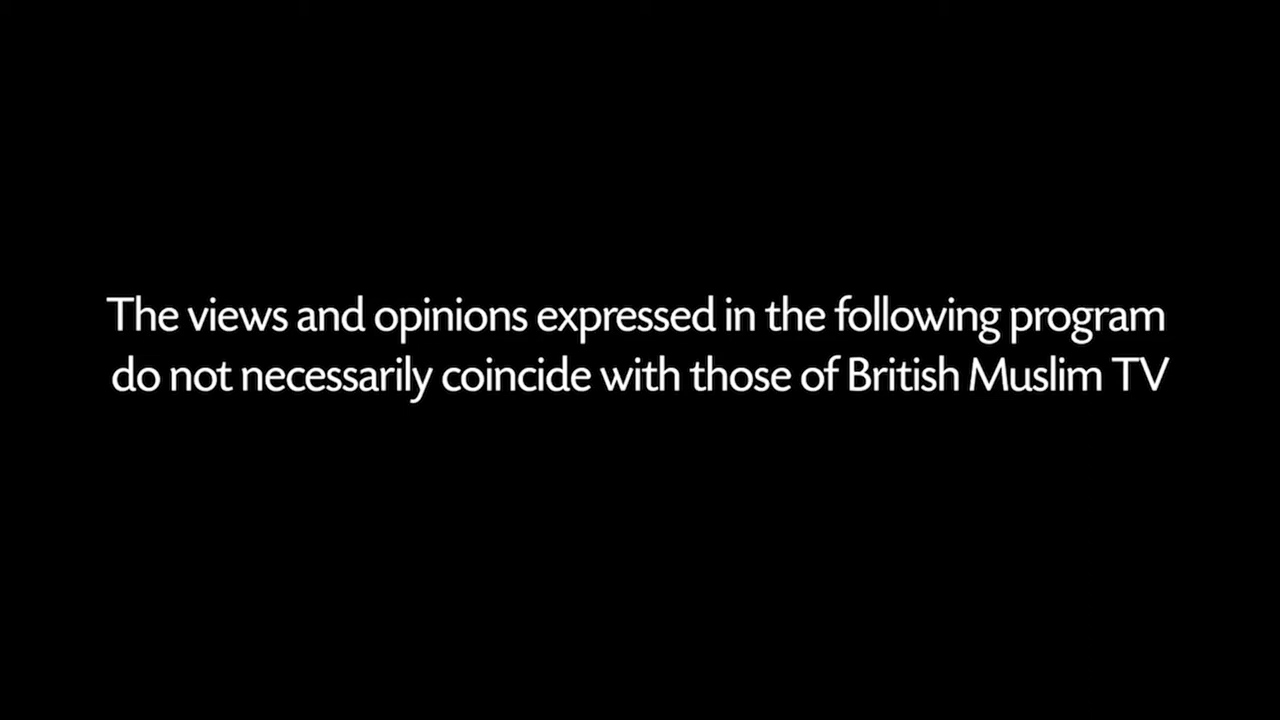 The views and opinions expressed in the following program
do not necessarily coincide with those of British Muslim TV